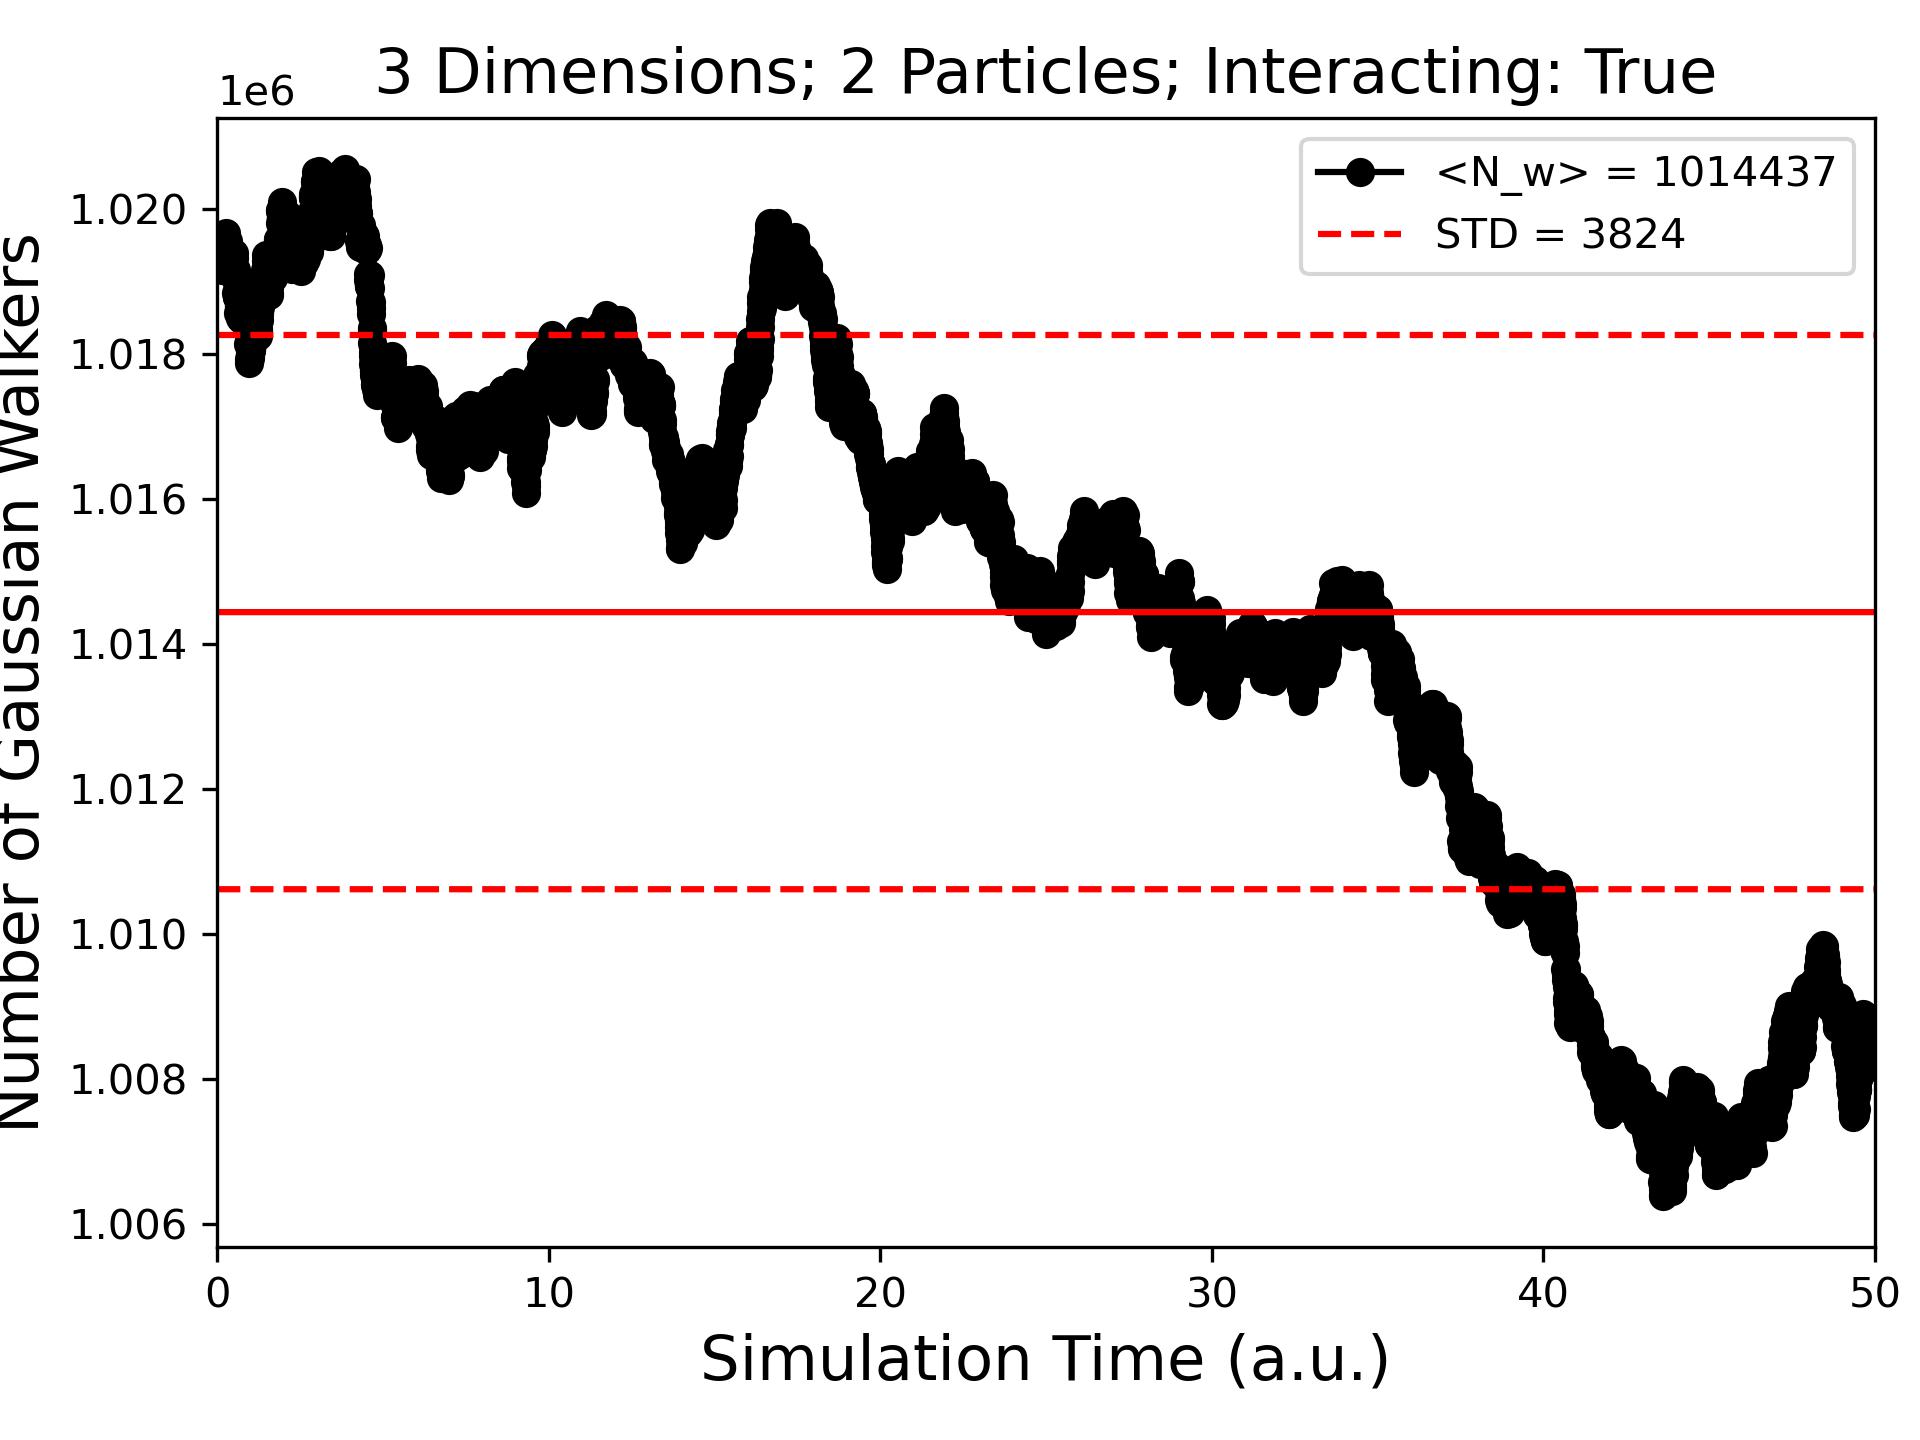 3 Dimensions; 2 Particles; Interacting: True
1e6
<N_w> = 1014437
STD = 3824
1.020
1.018
1.016
1.014
1.012
1.010
1.008
1.006
Number of Gaussian Walkers
0 10 20 30 40 50
Simulation Time (a.u.)